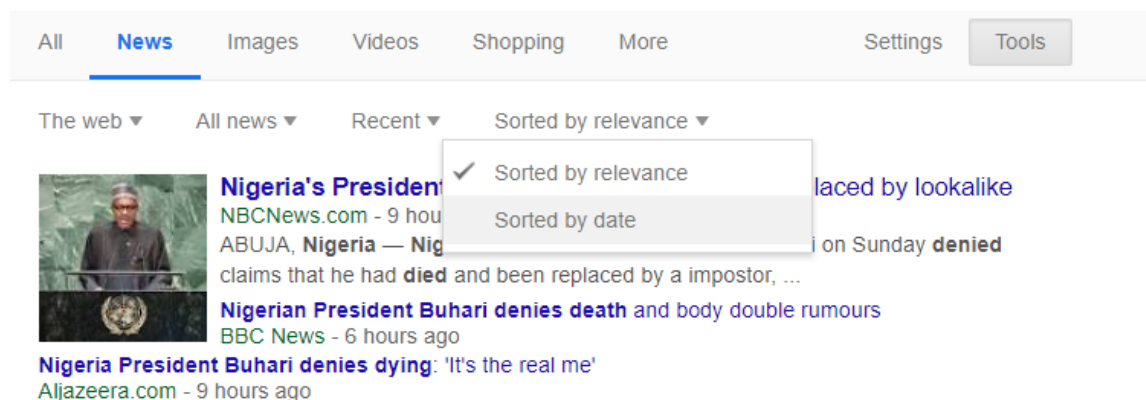 All News Images Videos Shopping More Settings Tools
The web All news Recent Sorted by relevance
Sorted by relevance
Sorted by date
Nigeria's President laced by lookalike
NBCNews.com - 9 hou
ABUJA, Nigeria — Nig i on Sunday denied
claims that he had died and been replaced by a impostor, ...
Nigerian President Buhari denies death and body double rumours
BBC News - 6 hours ago
Nigeria President Buhari denies dying: 'It's the real me'
Aljazeera.com - 9 hours ago